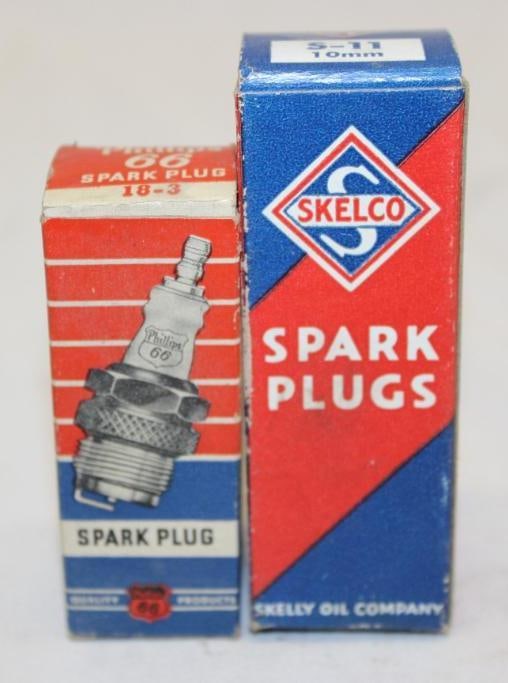 Phillips
66
SPARK PLUG
18-3
Phillips
66
SPARK PLUG
QUALITY 66 PRODUCTS
S-11
10mm
S
SKELCO
SPARK
PLUGS
SKELLY OIL COMPANY